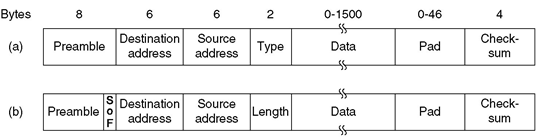 Bytes 8 6 6 2 0-1500 0-46 4
(a) Preamble Destination address Source address Type Data Pad Check-sum
(b) Preamble SoF Destination address Source address Length Data Pad Check-sum